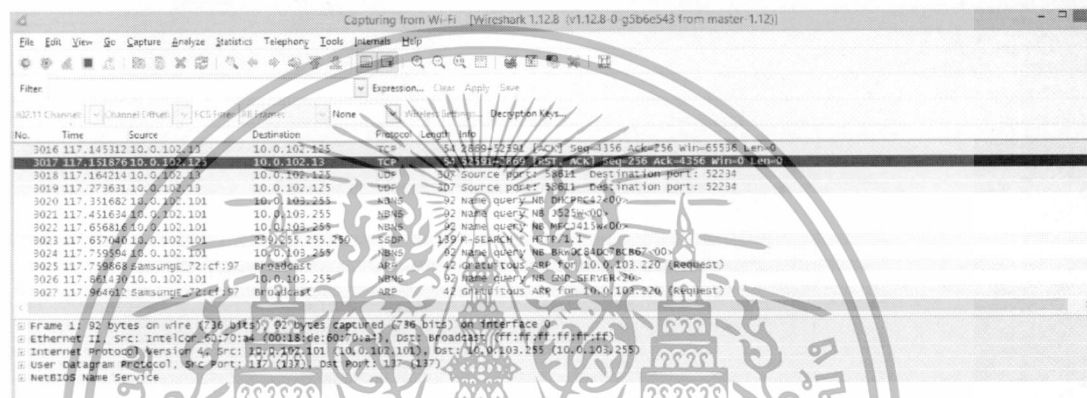 Capturing from Wi-Fi [Wireshark 1.12.8 (v1.12.8-0-g5b6e543 from master-1.12)]
File Edit View Go Capture Analyze Statistics Telephony Tools Internals Help
Filter: Expression... Clear Apply Save
802.11 Channel: Channel Offset: FCS Filter: All Frames None Wireless Settings... Decryption Keys...
No. Time Source Destination Protocol Length Info
3016 117.145312 10.0.102.13 10.0.102.125 TCP 54 2869→52591 [ACK] Seq=4356 Ack=256 Win=65536 Len=0
3017 117.151876 10.0.102.125 10.0.102.13 TCP 54 52591→2869 [RST, ACK] Seq=256 Ack=4356 Win=0 Len=0
3018 117.164214 10.0.102.13 10.0.102.125 UDP 307 Source port: 58611 Destination port: 52234
3019 117.273631 10.0.102.13 10.0.102.125 UDP 307 Source port: 58611 Destination port: 52234
3020 117.351682 10.0.102.101 10.0.103.255 NBNS 92 Name query NB DHCPPC42<00>
3021 117.451634 10.0.102.101 10.0.103.255 NBNS 92 Name query NB J525W<00>
3022 117.656816 10.0.102.101 10.0.103.255 NBNS 92 Name query NB MFCJ415W<00>
3023 117.657040 10.0.102.101 239.255.255.250 SSDP 139 M-SEARCH * HTTP/1.1
3024 117.759594 10.0.102.101 10.0.103.255 NBNS 92 Name query NB
3025 117.759868 SamsungE_72:cf:97 Broadcast ARP 42 Gratuitous ARP for 10.0.103.220 (Request)
3026 117.861430 10.0.102.101 10.0.103.255 NBNS 92 Name query NB GMD_SERVER<20>
3027 117.964612 SamsungE_72:cf:97 Broadcast ARP 42 Gratuitous ARP for 10.0.103.220 (Request)
Frame 1: 92 bytes on wire (736 bits), 92 bytes captured (736 bits) on interface 0
Ethernet II, Src: IntelCor_60:70:a4 (00:18:de:60:70:a4), Dst: Broadcast (ff:ff:ff:ff:ff:ff)
Internet Protocol Version 4, Src: 10.0.102.101 (10.0.102.101), Dst: 10.0.103.255 (10.0.103.255)
User Datagram Protocol, Src Port: 137 (137), Dst Port: 137 (137)
NetBIOS Name Service